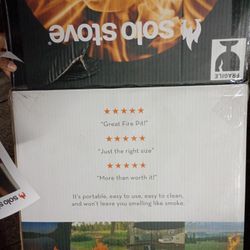 solo stove
FRAGILE
solo stove
★★★★★
"Great Fire Pit!"
★★★★★
"Just the right size"
★★★★★
"More than worth it!"
It's portable, easy to use, easy to clean,
and won't leave you smelling like smoke.